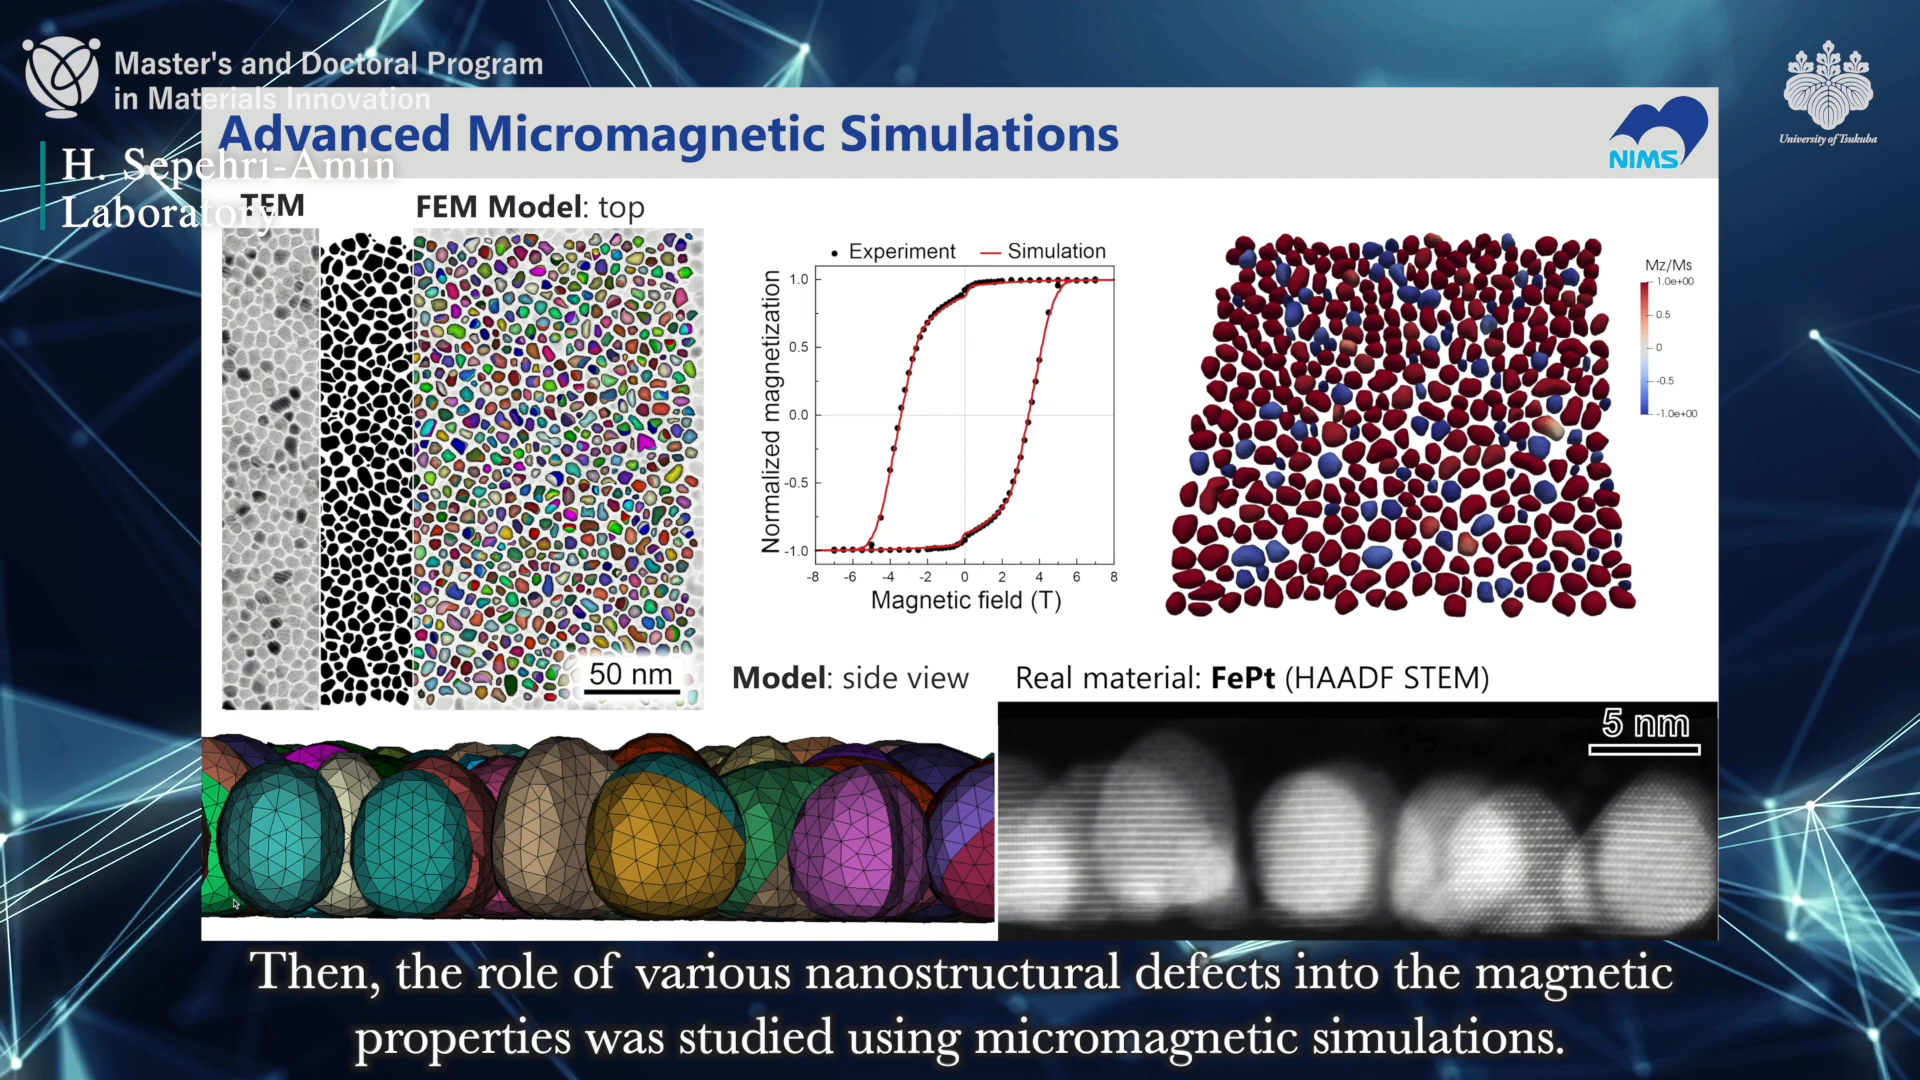 Master's and Doctoral Program
in Materials Innovation
H. Sepehri-Amin
Laboratory
University of Tsukuba
Advanced Micromagnetic Simulations
NIMS
TEM
FEM Model: top
50 nm
Experiment
Simulation
Normalized magnetization
1.0
0.5
0.0
-0.5
-1.0
-8 -6 -4 -2 0 2 4 6 8
Magnetic field (T)
Mz/Ms
1.0e+00
0.5
0
-0.5
-1.0e+00
Model: side view
Real material: FePt (HAADF STEM)
5 nm
Then, the role of various nanostructural defects into the magnetic
properties was studied using micromagnetic simulations.